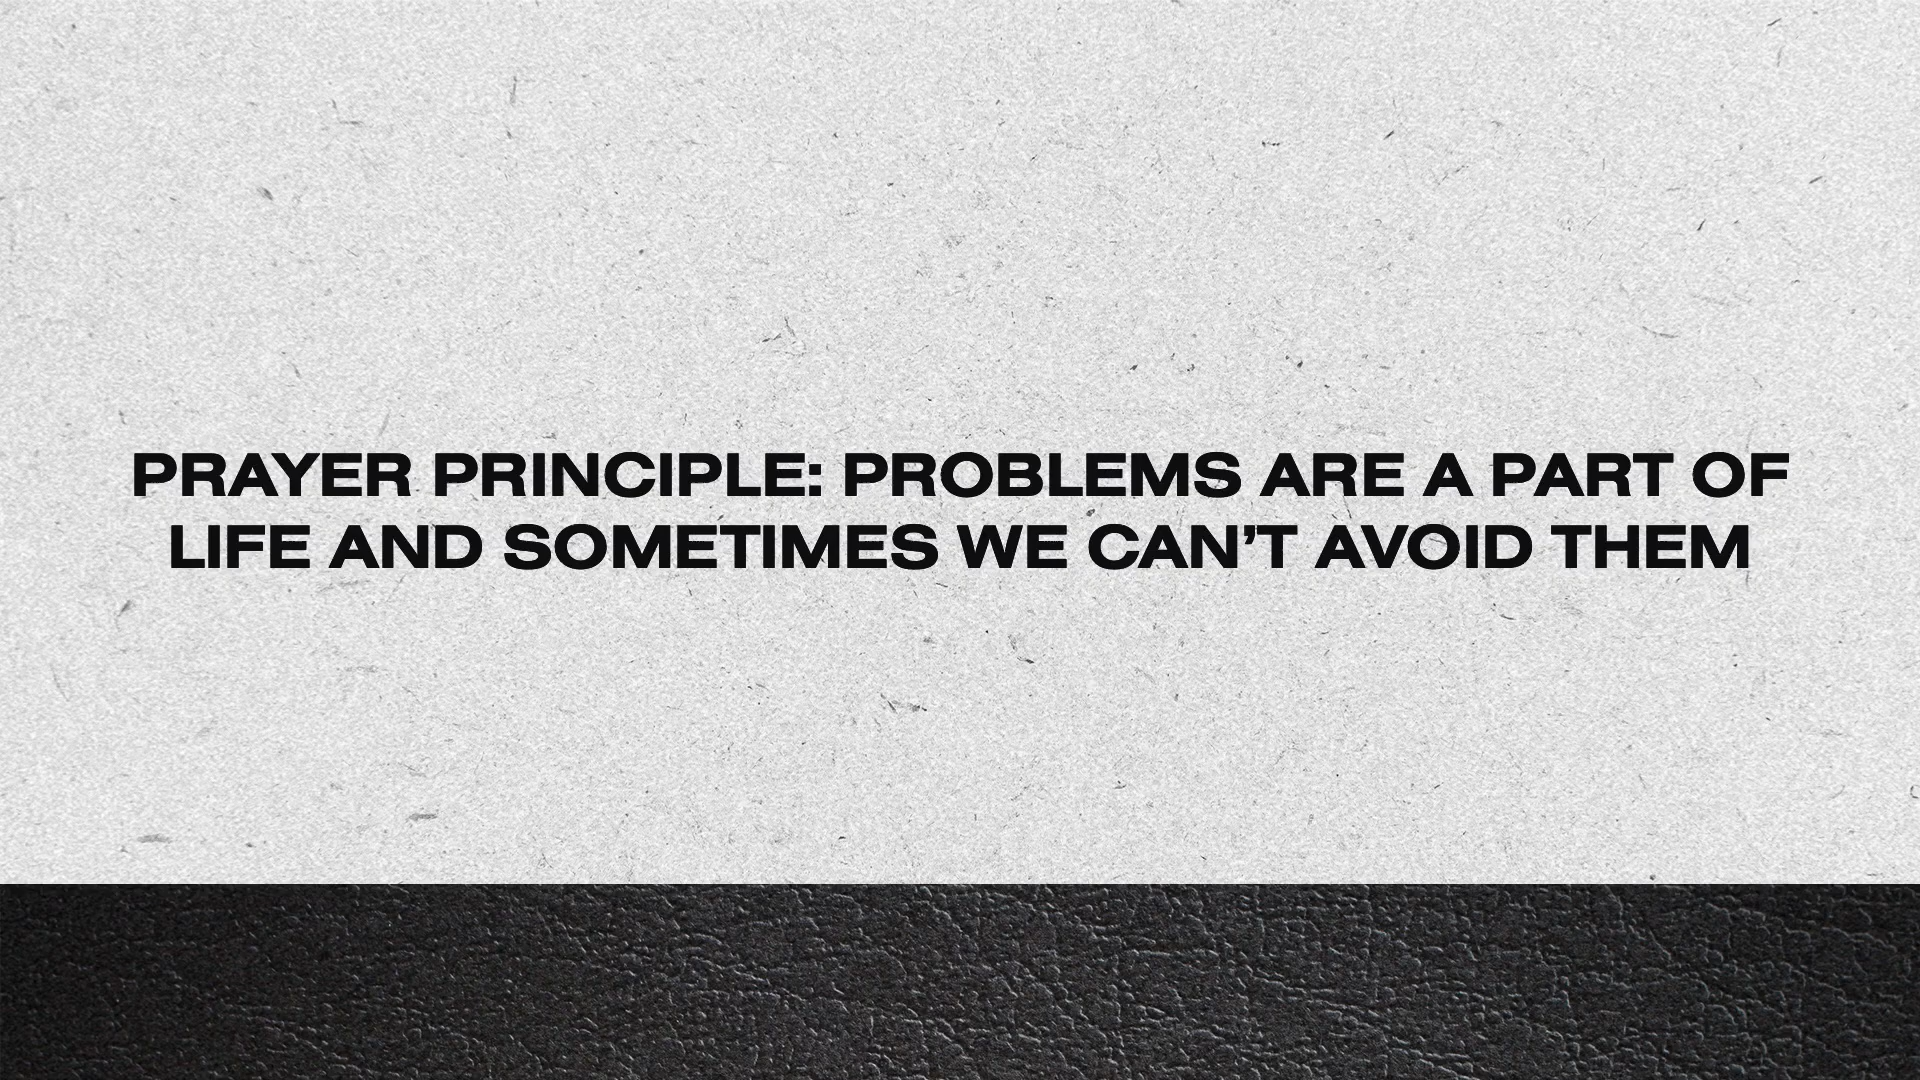 PRAYER PRINCIPLE: PROBLEMS ARE A PART OF
LIFE AND SOMETIMES WE CAN’T AVOID THEM